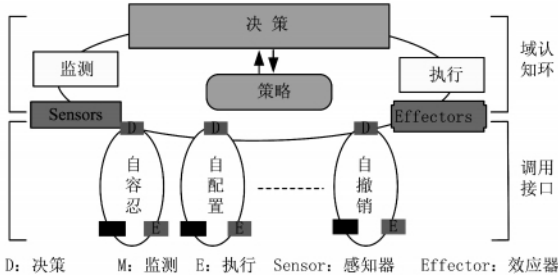 决 策
域认
知环
监测
执行
策略
Sensors
Effectors
D
D
D
自容忍
自配置
自撤销
调用
接口
E
E
E
D: 决策 M: 监测 E: 执行 Sensor: 感知器 Effector: 效应器